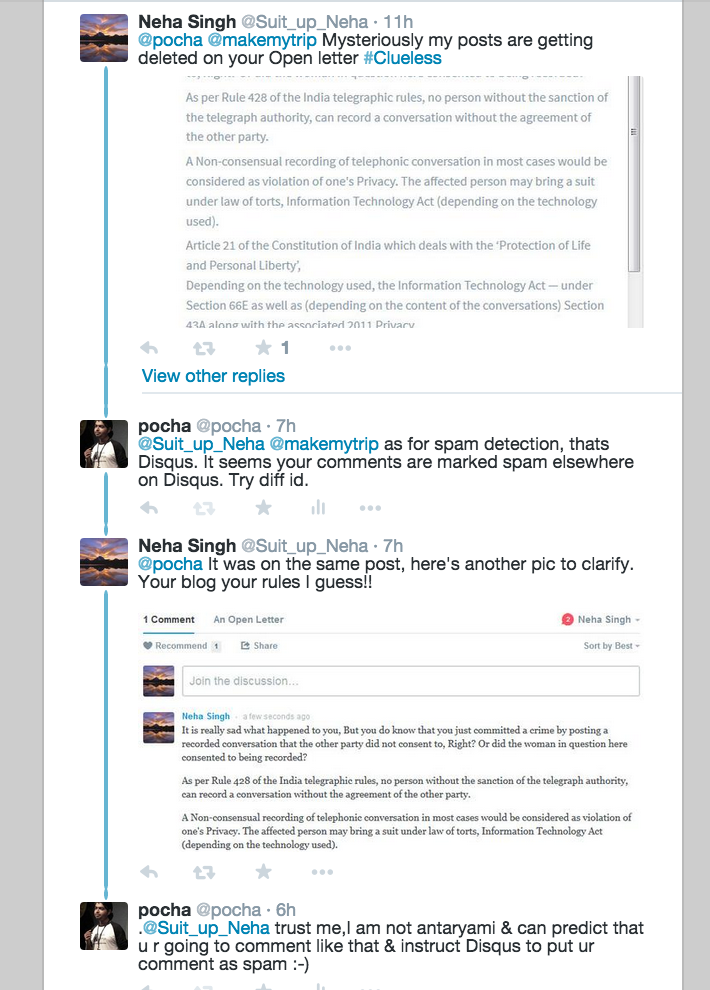 Neha Singh @Suit_up_Neha · 11h
@pocha @makemytrip Mysteriously my posts are getting
deleted on your Open letter #Clueless
As per Rule 428 of the India telegraphic rules, no person without the sanction of
the telegraph authority, can record a conversation without the agreement of
the other party.
A Non-consensual recording of telephonic conversation in most cases would be
considered as violation of one's Privacy. The affected person may bring a suit
under law of torts, Information Technology Act (depending on the technology
used).
Article 21 of the Constitution of India which deals with the 'Protection of Life
and Personal Liberty',
Depending on the technology used, the Information Technology Act — under
Section 66E as well as (depending on the content of the conversations) Section
43A along with the associated 2011 Privacy
1
View other replies
pocha @pocha · 7h
@Suit_up_Neha @makemytrip as for spam detection, thats
Disqus. It seems your comments are marked spam elsewhere
on Disqus. Try diff id.
Neha Singh @Suit_up_Neha · 7h
@pocha It was on the same post, here's another pic to clarify.
Your blog your rules I guess!!
1 Comment An Open Letter 2 Neha Singh
Recommend 1 Share Sort by Best
Join the discussion...
Neha Singh · a few seconds ago
It is really sad what happened to you, But you do know that you just committed a crime by posting a
recorded conversation that the other party did not consent to, Right? Or did the woman in question here
consented to being recorded?
As per Rule 428 of the India telegraphic rules, no person without the sanction of the telegraph authority,
can record a conversation without the agreement of the other party.
A Non-consensual recording of telephonic conversation in most cases would be considered as violation of
one's Privacy. The affected person may bring a suit under law of torts, Information Technology Act
(depending on the technology used).
pocha @pocha · 6h
.@Suit_up_Neha trust me,I am not antaryami & can predict that
u r going to comment like that & instruct Disqus to put ur
comment as spam :-)